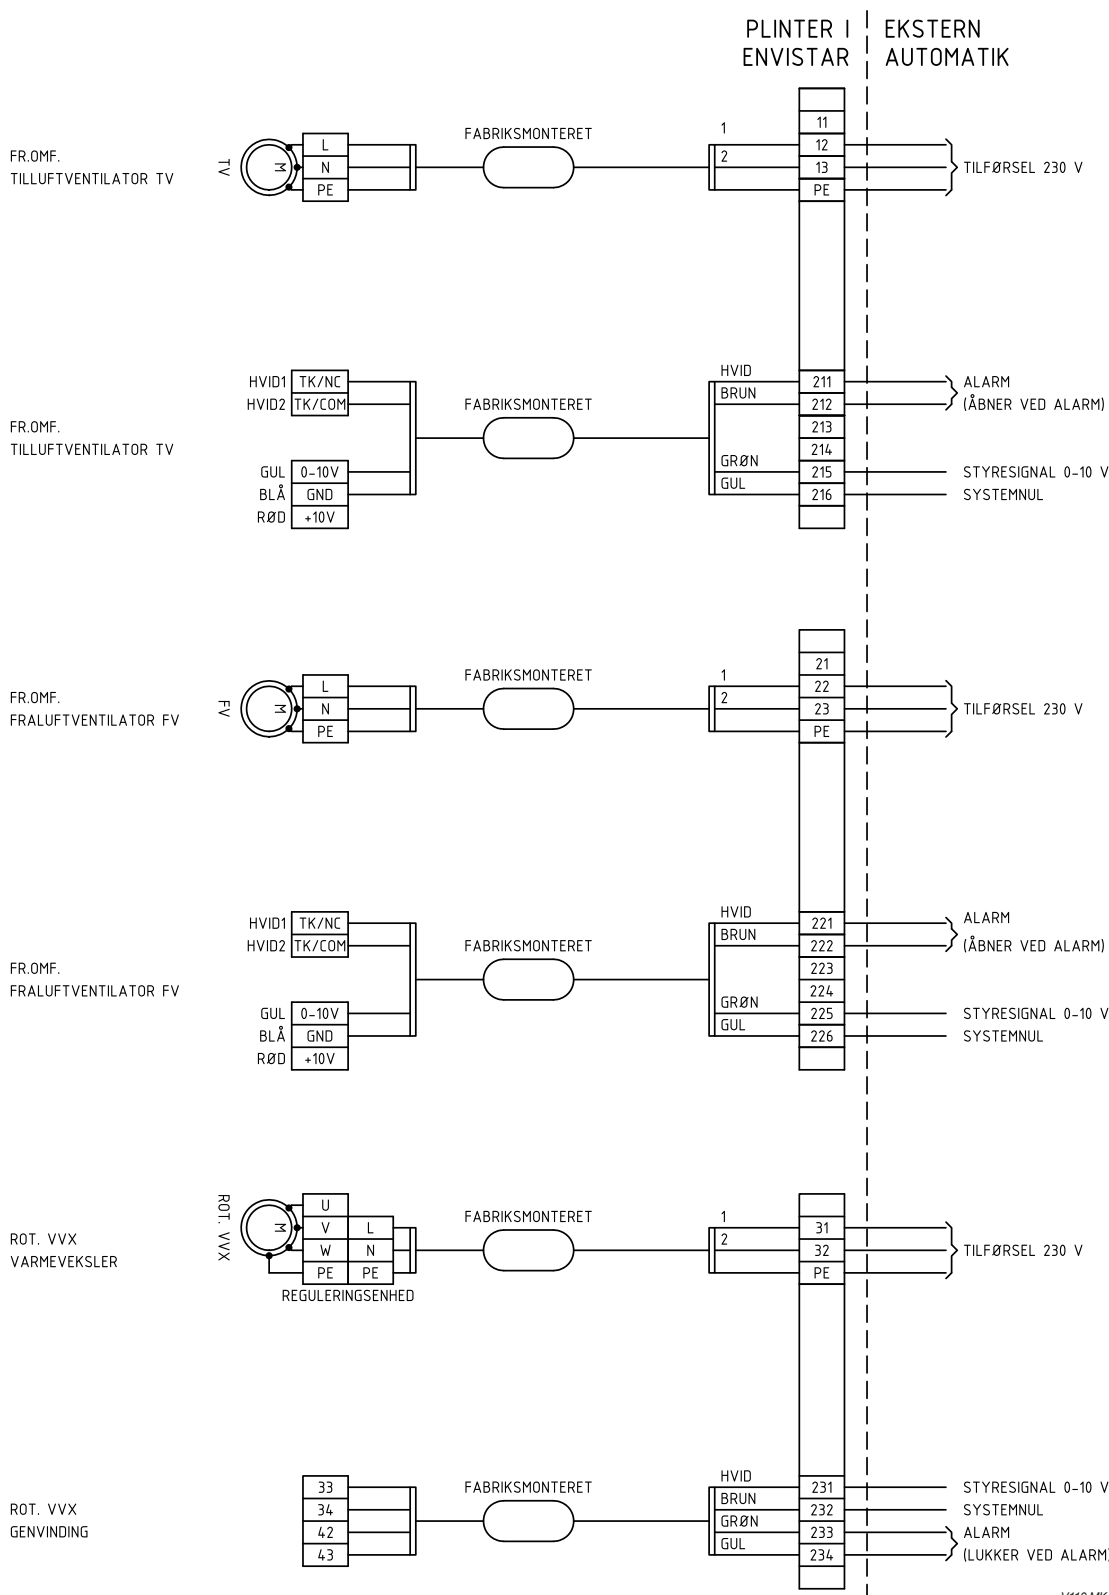 PLINTER I
ENVISTAR
EKSTERN
AUTOMATIK
FR.OMF.
TILLUFTVENTILATOR TV
TV
M
L
N
PE
FABRIKSMONTERET
1
2
11
12
13
PE
TILFØRSEL 230 V
FR.OMF.
TILLUFTVENTILATOR TV
HVID1 TK/NC
HVID2 TK/COM
GUL 0-10V
BLÅ GND
RØD +10V
FABRIKSMONTERET
HVID
BRUN
GRØN
GUL
211
212
213
214
215
216
ALARM
(ÅBNER VED ALARM)
STYRESIGNAL 0-10 V
SYSTEMNUL
FR.OMF.
FRALUFTVENTILATOR FV
FV
M
L
N
PE
FABRIKSMONTERET
1
2
21
22
23
PE
TILFØRSEL 230 V
FR.OMF.
FRALUFTVENTILATOR FV
HVID1 TK/NC
HVID2 TK/COM
GUL 0-10V
BLÅ GND
RØD +10V
FABRIKSMONTERET
HVID
BRUN
GRØN
GUL
221
222
223
224
225
226
ALARM
(ÅBNER VED ALARM)
STYRESIGNAL 0-10 V
SYSTEMNUL
ROT. VVX
VARMEVEKSLER
ROT. VVX
M
U
V L
W N
PE PE
REGULERINGSENHED
FABRIKSMONTERET
1
2
31
32
PE
TILFØRSEL 230 V
ROT. VVX
GENVINDING
33
34
42
43
FABRIKSMONTERET
HVID
BRUN
GRØN
GUL
231
232
233
234
STYRESIGNAL 0-10 V
SYSTEMNUL
ALARM
(LUKKER VED ALARM)